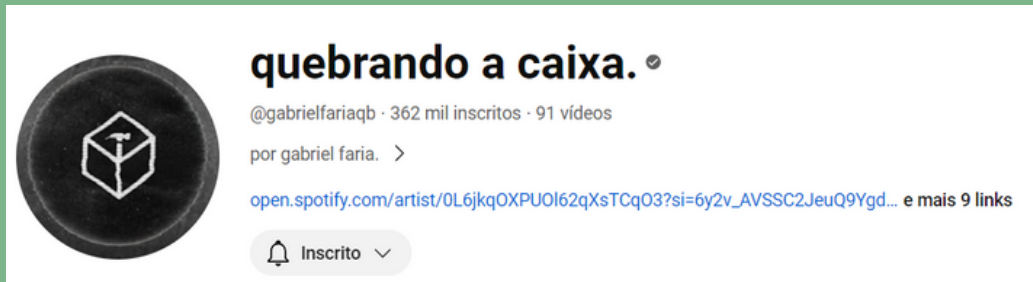 quebrando a caixa.
@gabrielfariaqb · 362 mil inscritos · 91 vídeos
por gabriel faria.
open.spotify.com/artist/0L6jkqOXPUOl62qXsTCqO3?si=6y2v_AVSSC2JeuQ9Ygd... e mais 9 links
Inscrito